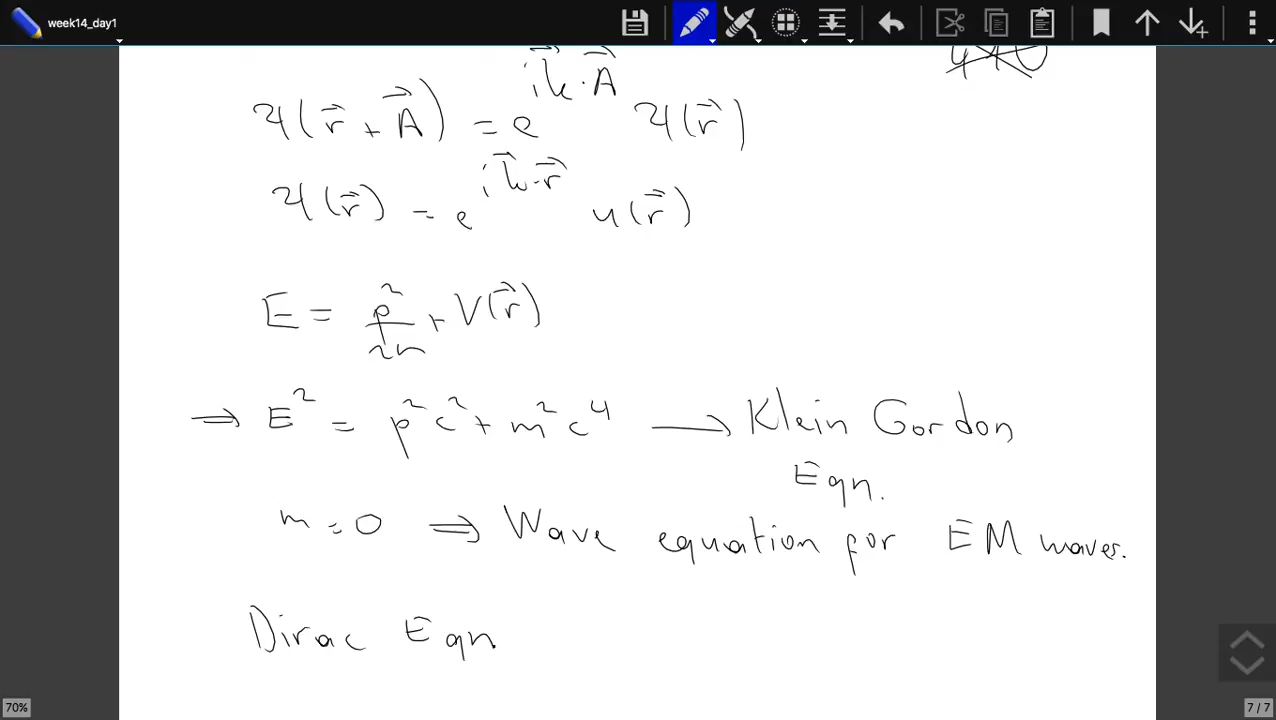 week14_day1
ψ(r⃗ + A⃗) = e^{ik⃗·A⃗} ψ(r⃗)
ψ(r⃗) = e^{ik⃗·r⃗} u(r⃗)
E = p²/2m + V(r⃗)
⇒ E² = p²c² + m²c⁴ → Klein Gordon
Eqn.
m = 0 ⇒ Wave equation for EM waves.
Dirac Eqn
70%
7 / 7